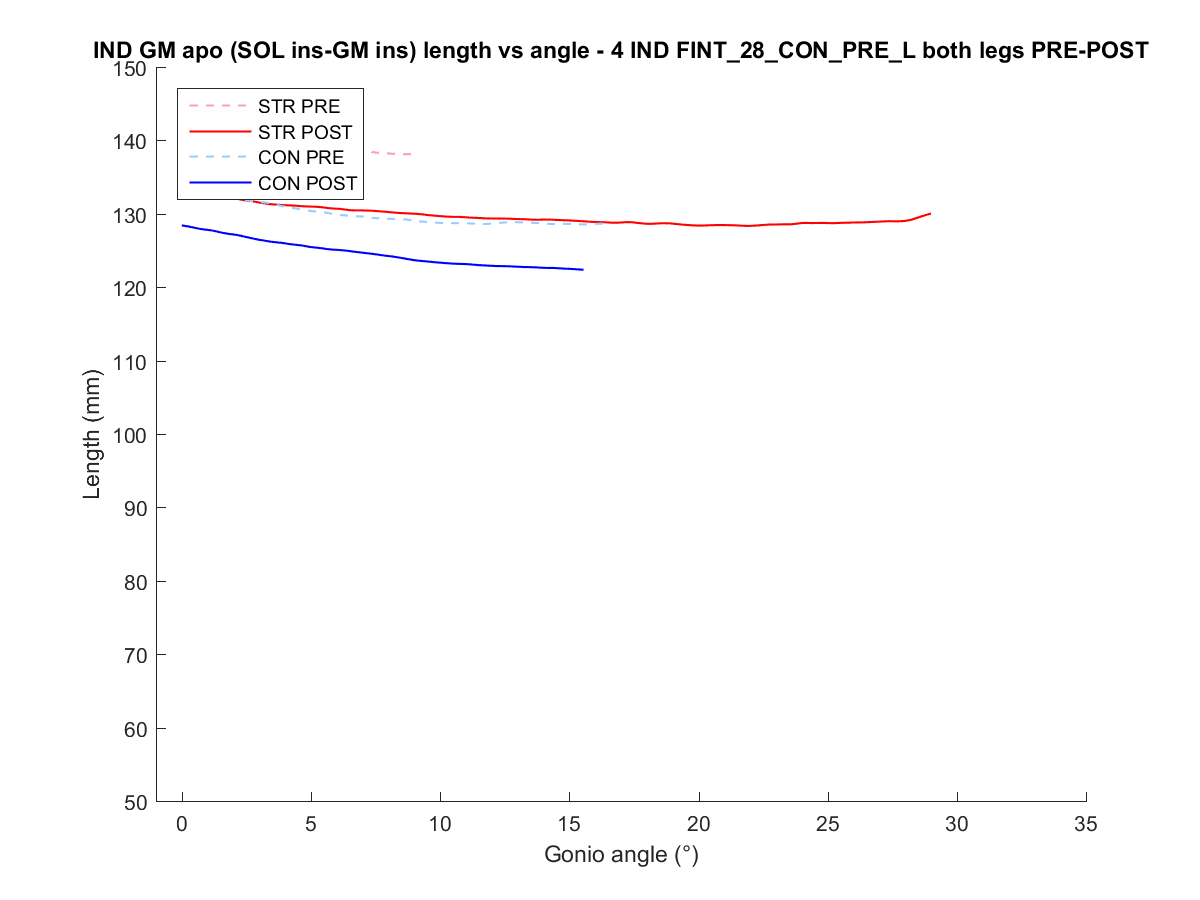 IND GM apo (SOL ins-GM ins) length vs angle - 4 IND FINT_28_CON_PRE_L both legs PRE-POST
150
140
130
120
110
100
90
80
70
60
50
STR PRE
STR POST
CON PRE
CON POST
Length (mm)
0 5 10 15 20 25 30 35
Gonio angle (°)